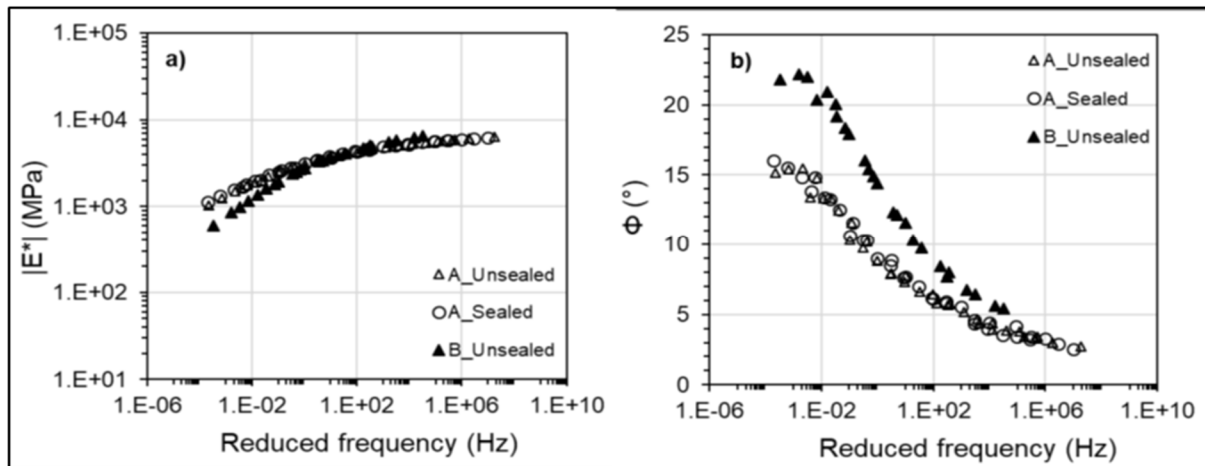 a)
|E*| (MPa)
1.E+05
1.E+04
1.E+03
1.E+02
1.E+01
A_Unsealed
A_Sealed
B_Unsealed
1.E-06 1.E-02 1.E+02 1.E+06 1.E+10
Reduced frequency (Hz)
b)
Φ (°)
25
20
15
10
5
0
A_Unsealed
A_Sealed
B_Unsealed
1.E-06 1.E-02 1.E+02 1.E+06 1.E+10
Reduced frequency (Hz)